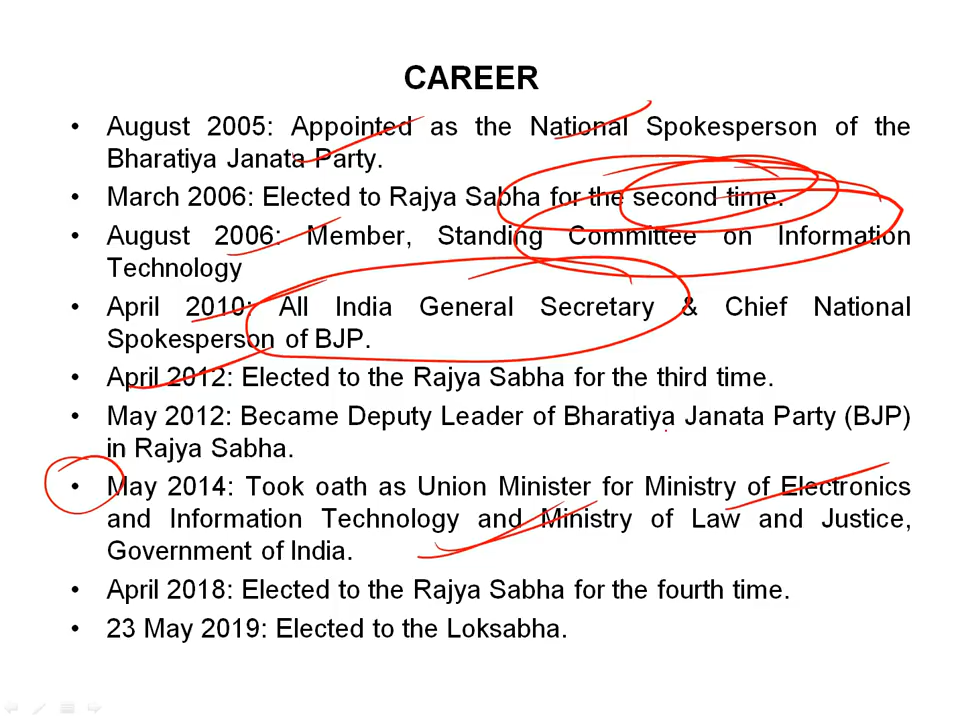 CAREER
• August 2005: Appointed as the National Spokesperson of the
Bharatiya Janata Party.
• March 2006: Elected to Rajya Sabha for the second time.
• August 2006: Member, Standing Committee on Information
Technology
• April 2010: All India General Secretary & Chief National
Spokesperson of BJP.
• April 2012: Elected to the Rajya Sabha for the third time.
• May 2012: Became Deputy Leader of Bharatiya Janata Party (BJP)
in Rajya Sabha.
• May 2014: Took oath as Union Minister for Ministry of Electronics
and Information Technology and Ministry of Law and Justice,
Government of India.
• April 2018: Elected to the Rajya Sabha for the fourth time.
• 23 May 2019: Elected to the Loksabha.